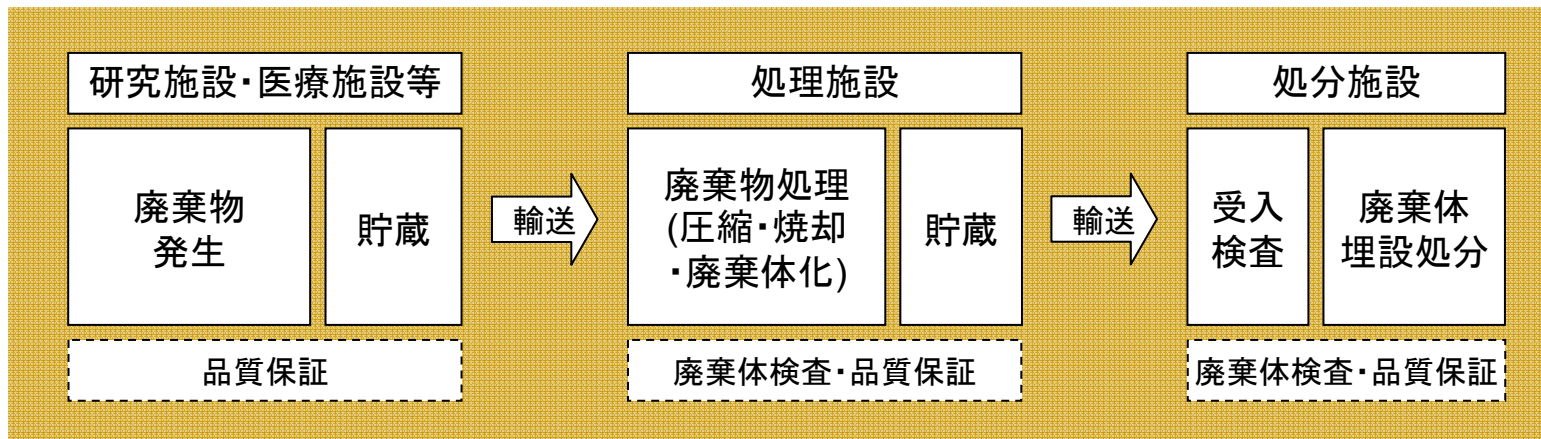 研究施設・医療施設等
廃棄物
発生
貯蔵
品質保証
輸送
処理施設
廃棄物処理
(圧縮・焼却
・廃棄体化)
貯蔵
廃棄体検査・品質保証
輸送
処分施設
受入
検査
廃棄体
埋設処分
廃棄体検査・品質保証